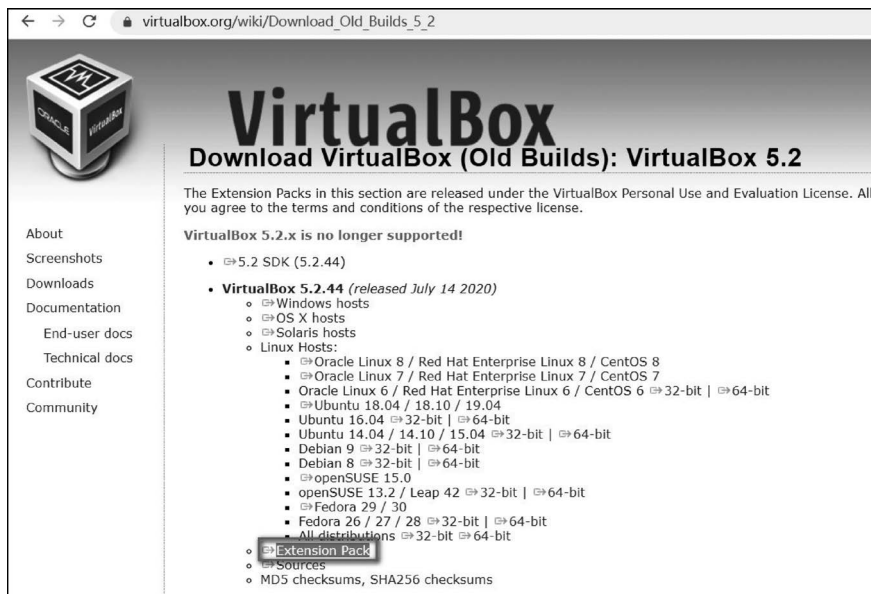 virtualbox.org/wiki/Download_Old_Builds_5_2
ORACLE
VirtualBox
VirtualBox
Download VirtualBox (Old Builds): VirtualBox 5.2
The Extension Packs in this section are released under the VirtualBox Personal Use and Evaluation License. All
you agree to the terms and conditions of the respective license.
About
Screenshots
Downloads
Documentation
End-user docs
Technical docs
Contribute
Community
VirtualBox 5.2.x is no longer supported!
5.2 SDK (5.2.44)
VirtualBox 5.2.44 (released July 14 2020)
Windows hosts
OS X hosts
Solaris hosts
Linux Hosts:
Oracle Linux 8 / Red Hat Enterprise Linux 8 / CentOS 8
Oracle Linux 7 / Red Hat Enterprise Linux 7 / CentOS 7
Oracle Linux 6 / Red Hat Enterprise Linux 6 / CentOS 6 32-bit | 64-bit
Ubuntu 18.04 / 18.10 / 19.04
Ubuntu 16.04 32-bit | 64-bit
Ubuntu 14.04 / 14.10 / 15.04 32-bit | 64-bit
Debian 9 32-bit | 64-bit
Debian 8 32-bit | 64-bit
openSUSE 15.0
openSUSE 13.2 / Leap 42 32-bit | 64-bit
Fedora 29 / 30
Fedora 26 / 27 / 28 32-bit | 64-bit
All distributions 32-bit 64-bit
Extension Pack
Sources
MD5 checksums, SHA256 checksums